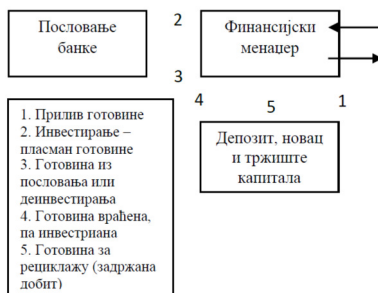 Пословање
банке
2
Финансијски
менаџер
3
4
5
1
Депозит, новац
и тржиште
капитала
1. Прилив готовине
2. Инвестирање –
пласман готовине
3. Готовина из
пословања или
деинвестирања
4. Готовина враћена,
па инвестриана
5. Готовина за
рециклажу (задржана
добит)